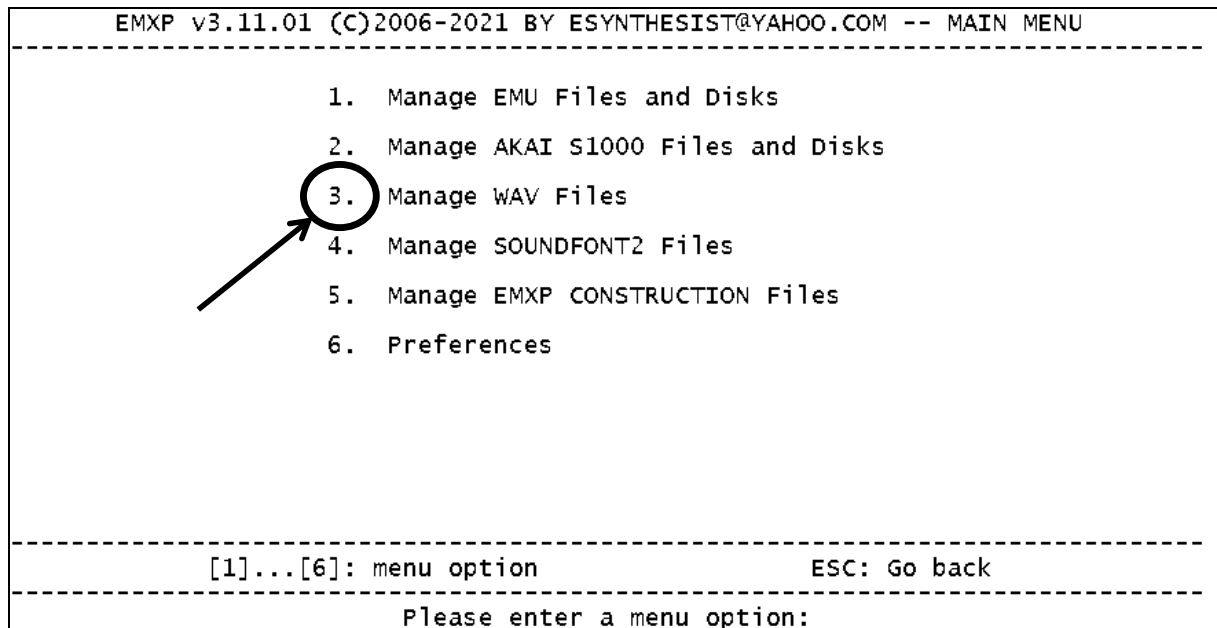 EMXP v3.11.01 (C)2006-2021 BY ESYNTHESIST@YAHOO.COM -- MAIN MENU
1. Manage EMU Files and Disks
2. Manage AKAI S1000 Files and Disks
3. Manage WAV Files
4. Manage SOUNDFONT2 Files
5. Manage EMXP CONSTRUCTION Files
6. Preferences
[1]...[6]: menu option ESC: Go back
Please enter a menu option: